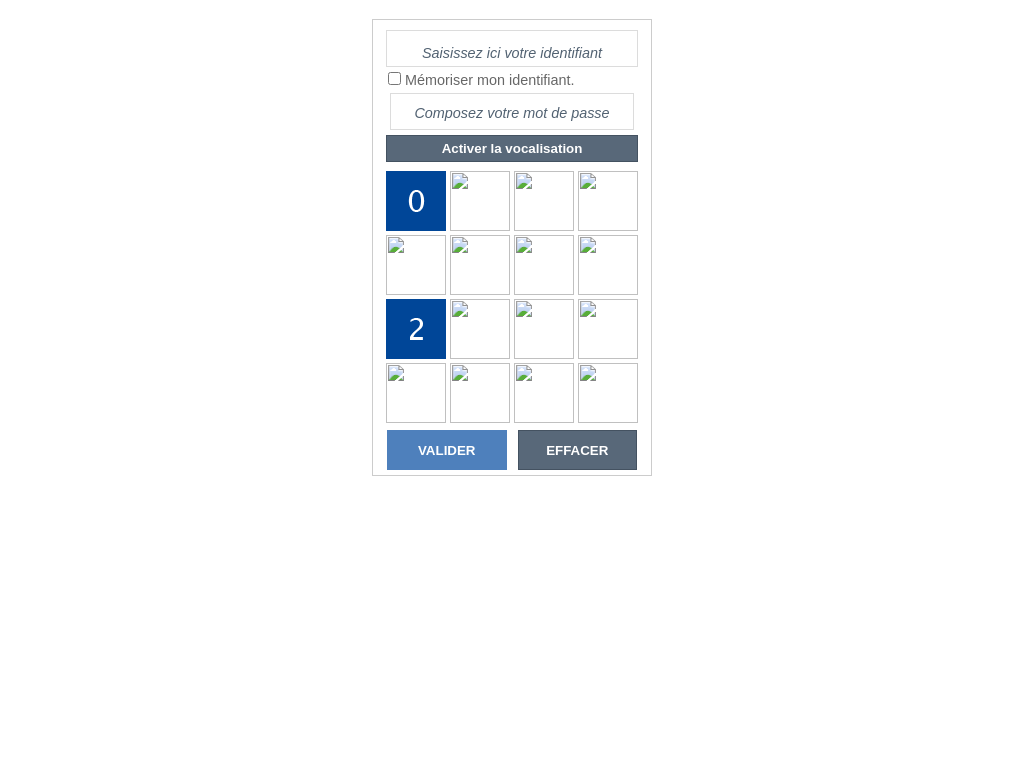 Saisissez ici votre identifiant
Mémoriser mon identifiant.
Composez votre mot de passe
Activer la vocalisation
0
2
VALIDER EFFACER